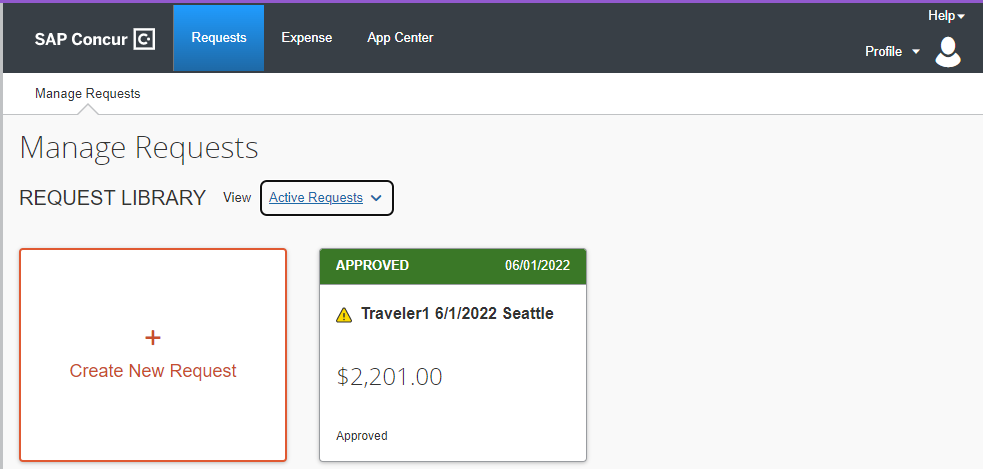 Help
SAP Concur
Requests
Expense
App Center
Profile
Manage Requests
Manage Requests
REQUEST LIBRARY View Active Requests
APPROVED 06/01/2022
Traveler1 6/1/2022 Seattle
+
Create New Request
$2,201.00
Approved